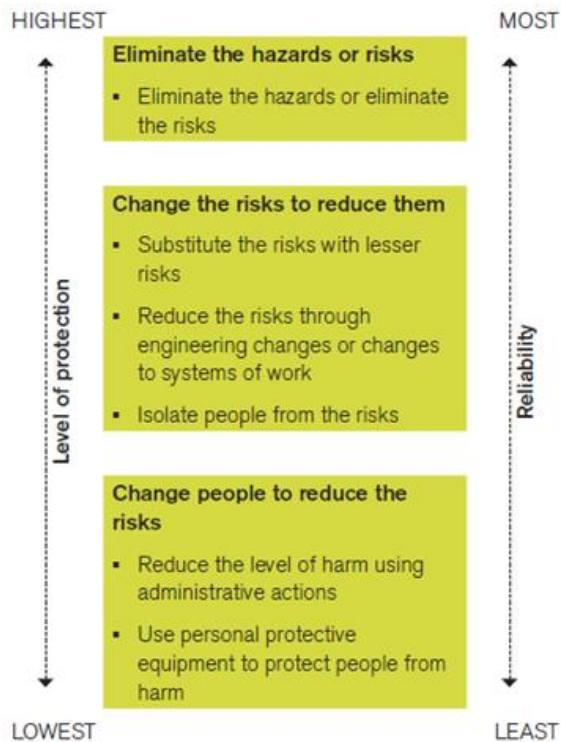 HIGHEST
MOST
Eliminate the hazards or risks
▪ Eliminate the hazards or eliminate
the risks
Change the risks to reduce them
▪ Substitute the risks with lesser
risks
▪ Reduce the risks through
engineering changes or changes
to systems of work
▪ Isolate people from the risks
Level of protection
Reliability
Change people to reduce the
risks
▪ Reduce the level of harm using
administrative actions
▪ Use personal protective
equipment to protect people from
harm
LOWEST
LEAST